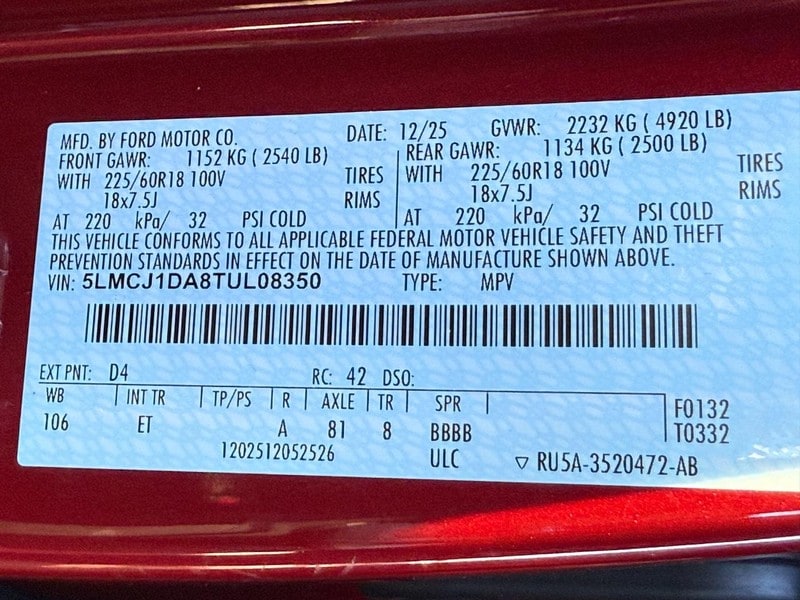 MFD. BY FORD MOTOR CO. DATE: 12/25 GVWR: 2232 KG ( 4920 LB)
FRONT GAWR: 1152 KG ( 2540 LB) REAR GAWR: 1134 KG ( 2500 LB)
WITH 225/60R18 100V TIRES WITH 225/60R18 100V TIRES
18x7.5J RIMS 18x7.5J RIMS
AT 220 kPa/ 32 PSI COLD AT 220 kPa/ 32 PSI COLD
THIS VEHICLE CONFORMS TO ALL APPLICABLE FEDERAL MOTOR VEHICLE SAFETY AND THEFT
PREVENTION STANDARDS IN EFFECT ON THE DATE OF MANUFACTURE SHOWN ABOVE.
VIN: 5LMCJ1DA8TUL08350 TYPE: MPV
EXT PNT: D4 RC: 42 DSO:
WB INT TR TP/PS R AXLE TR SPR F0132
106 ET A 81 8 BBBB T0332
1202512052526 ULC RU5A-3520472-AB